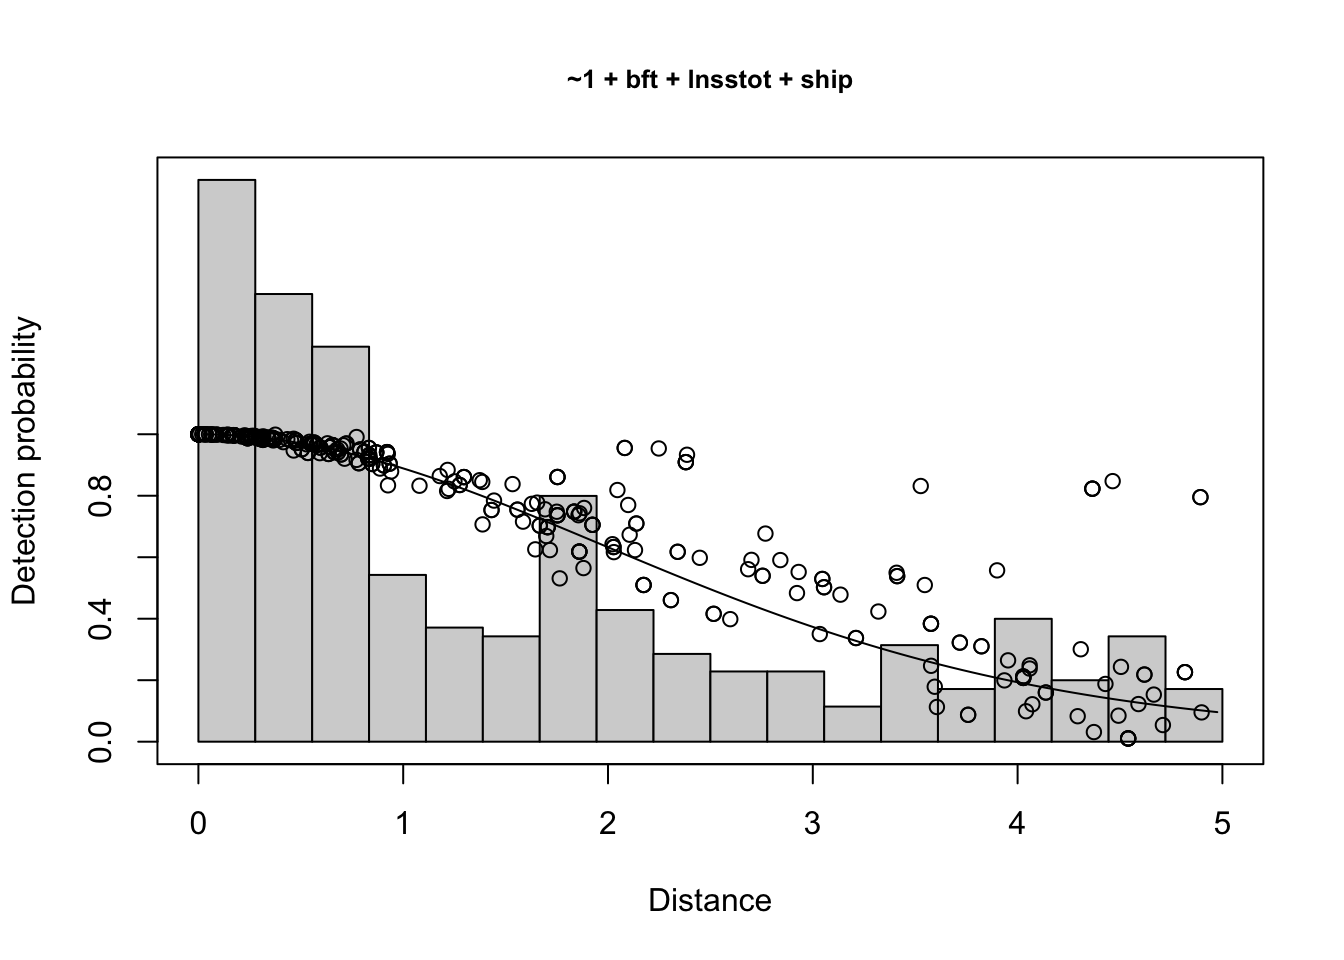 ~1 + bft + lnsstot + ship
Detection probability
0.8
0.4
0.0
0 1 2 3 4 5
Distance